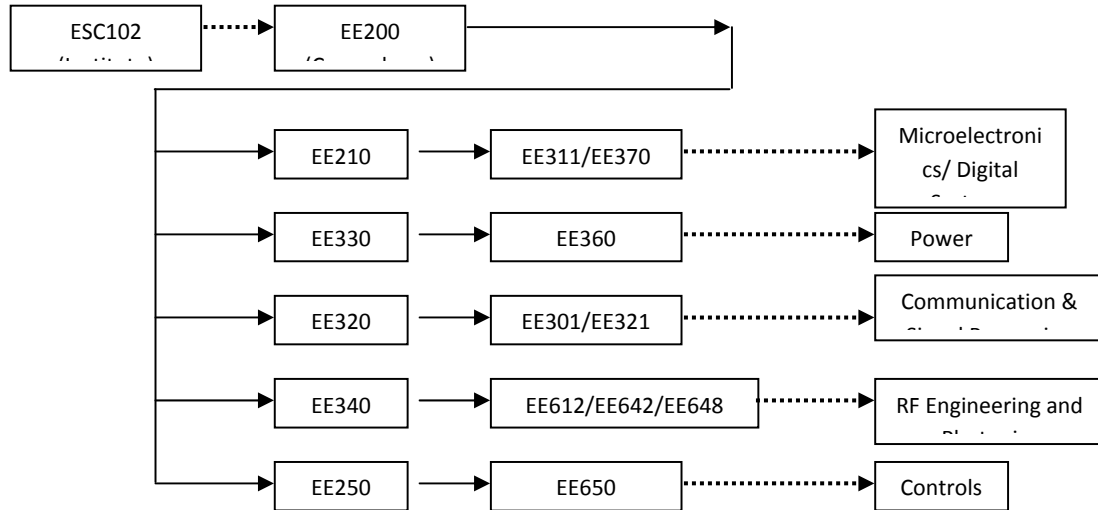 ESC102
EE200
EE210
EE311/EE370
Microelectroni
cs/ Digital
EE330
EE360
Power
EE320
EE301/EE321
Communication &
EE340
EE612/EE642/EE648
RF Engineering and
EE250
EE650
Controls